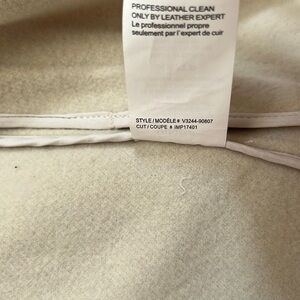 PROFESSIONAL CLEAN
ONLY BY LEATHER EXPERT
Le professionnel propre
seulement par l'expert de cuir
STYLE / MODÈLE # V3244-90807
CUT / COUPE # IMP17401